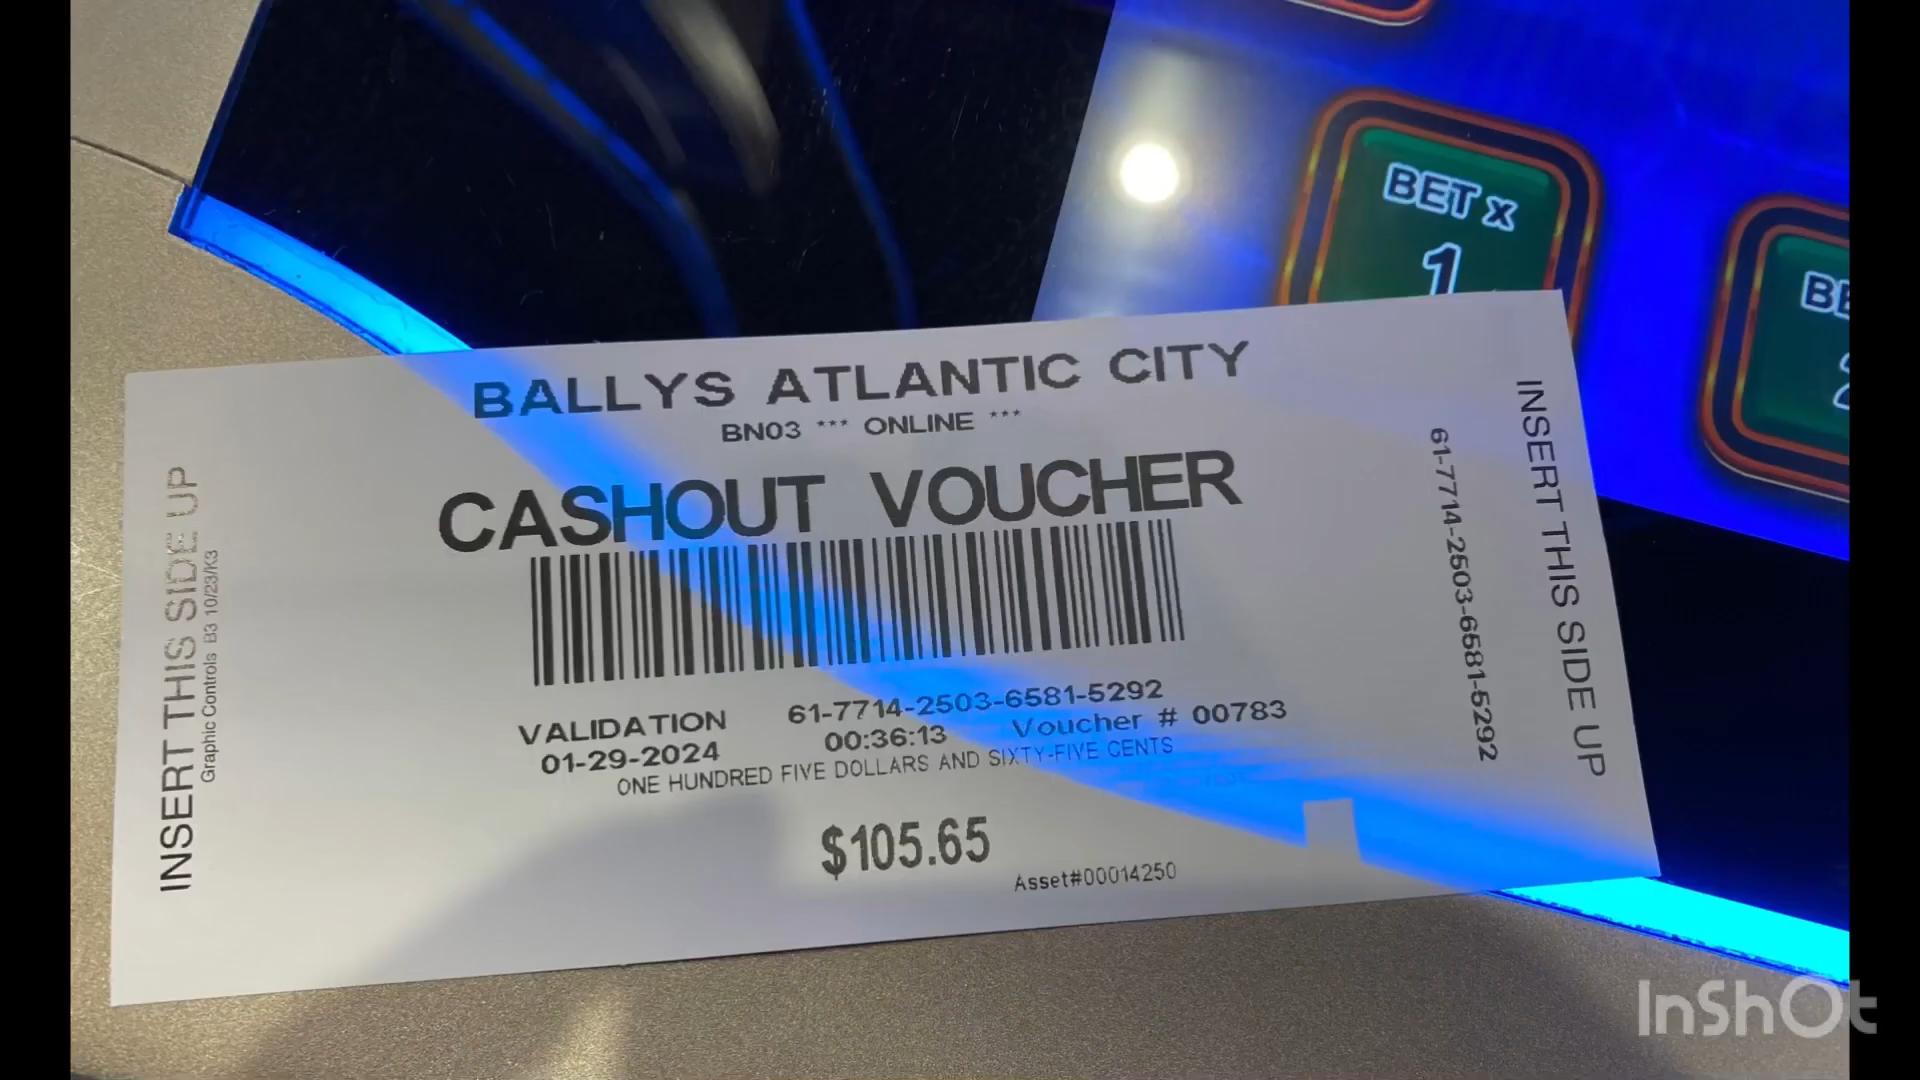 BET x
1
BE
2
BALLYS ATLANTIC CITY
BN03 *** ONLINE ***
CASHOUT VOUCHER
INSERT THIS SIDE UP
Graphic Controls B3 10/23/K3
61-7714-2503-6581-5292
INSERT THIS SIDE UP
VALIDATION 61-7714-2503-6581-5292
01-29-2024 00:36:13 Voucher # 00783
ONE HUNDRED FIVE DOLLARS AND SIXTY-FIVE CENTS
$105.65
Asset#00014250
InShOt